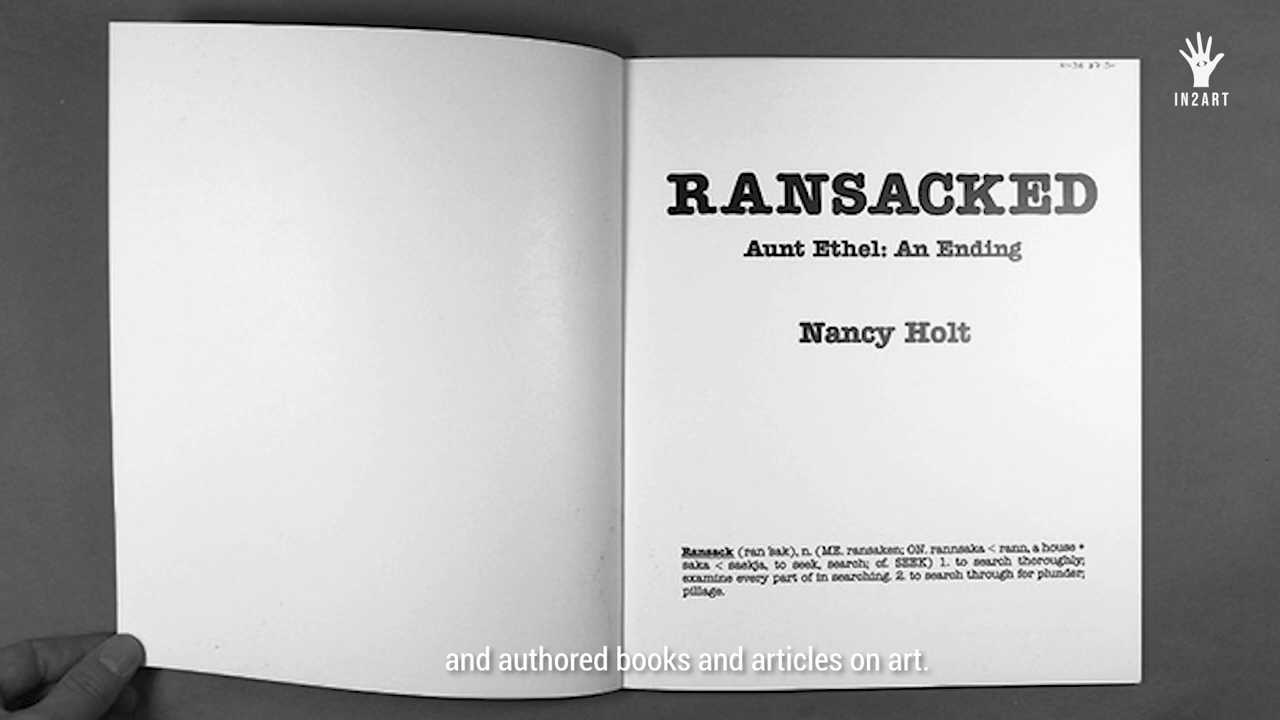 IN2ART
RANSACKED
Aunt Ethel: An Ending
Nancy Holt
Ransack (ran´sak), n. (ME. ransaken; ON. rannsaka < rann, a house +
saka < saekja, to seek, search; cf. SEEK) 1. to search thoroughly;
examine every part of in searching. 2. to search through for plunder;
pillage.
and authored books and articles on art.